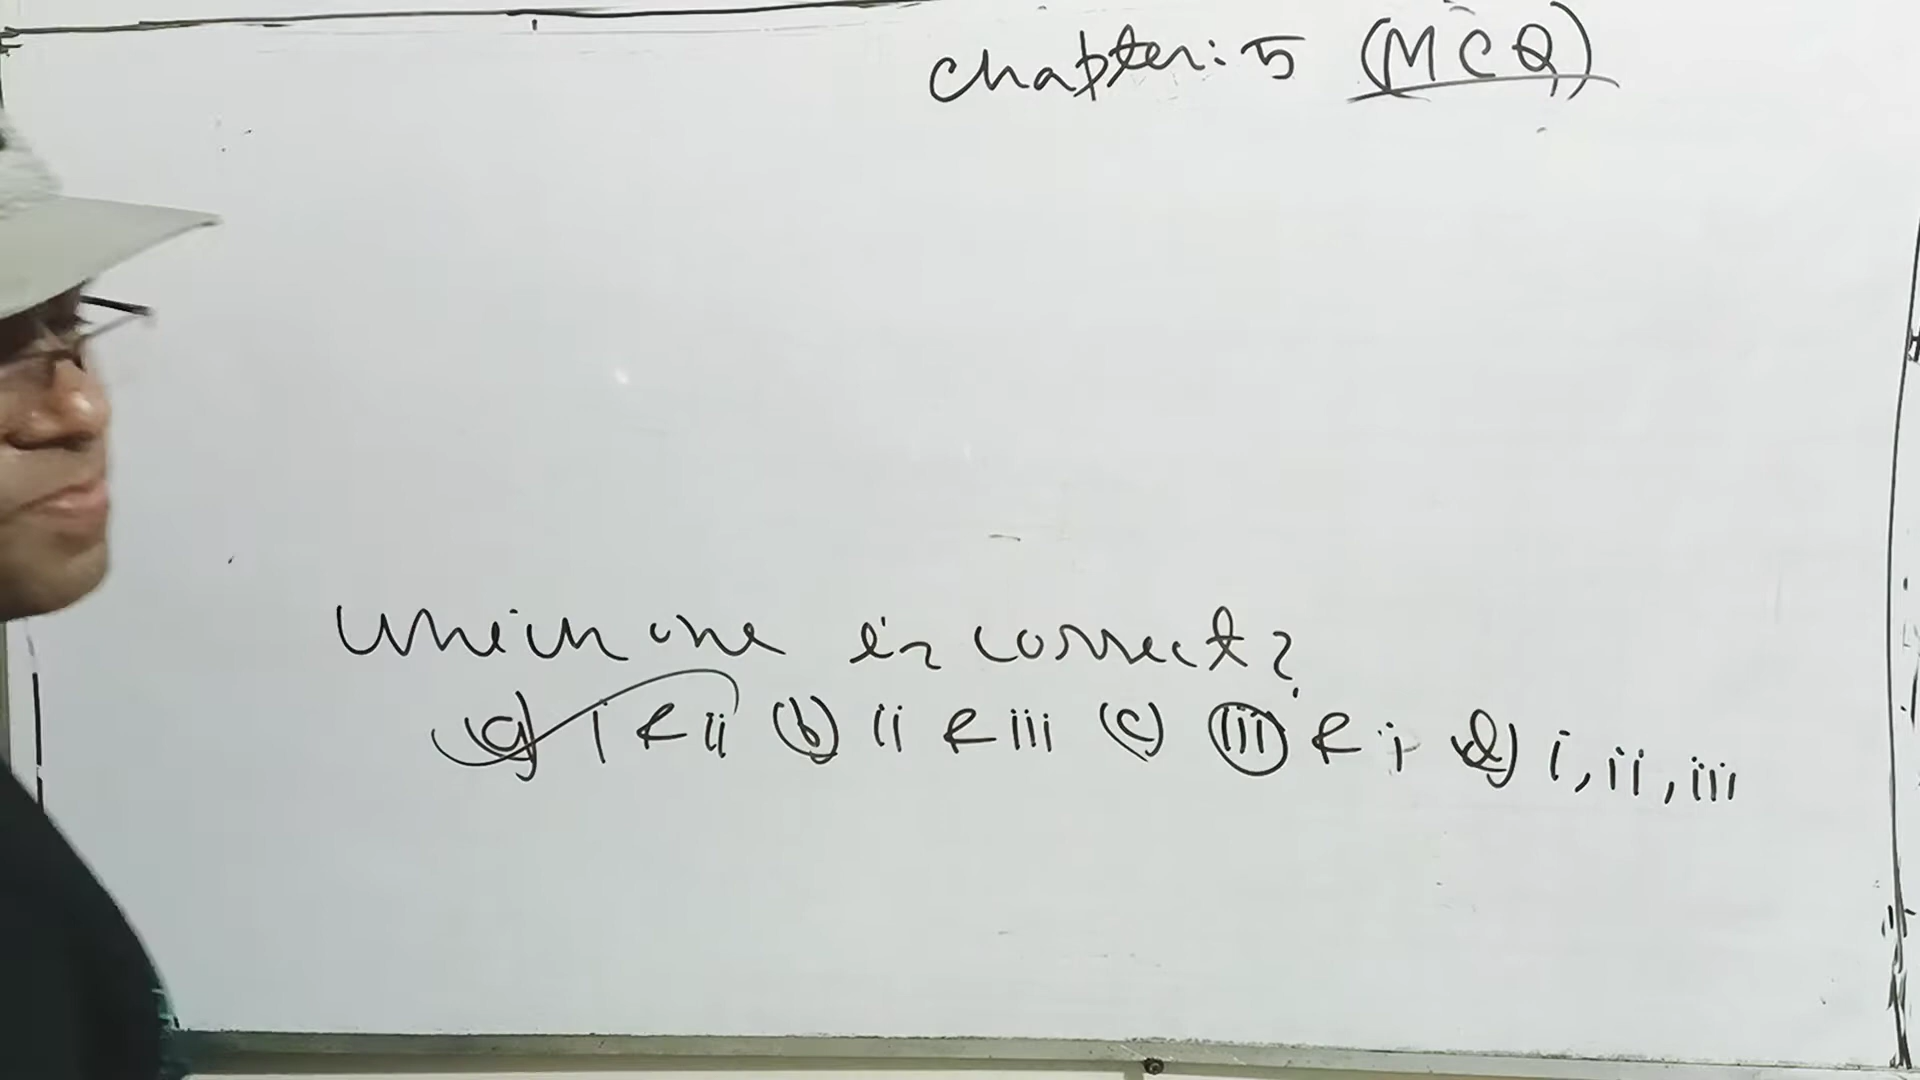 Chapter: 5 (MCQ)
Which one is correct?
(a) i & ii (b) ii & iii (c) iii & i (d) i, ii, iii